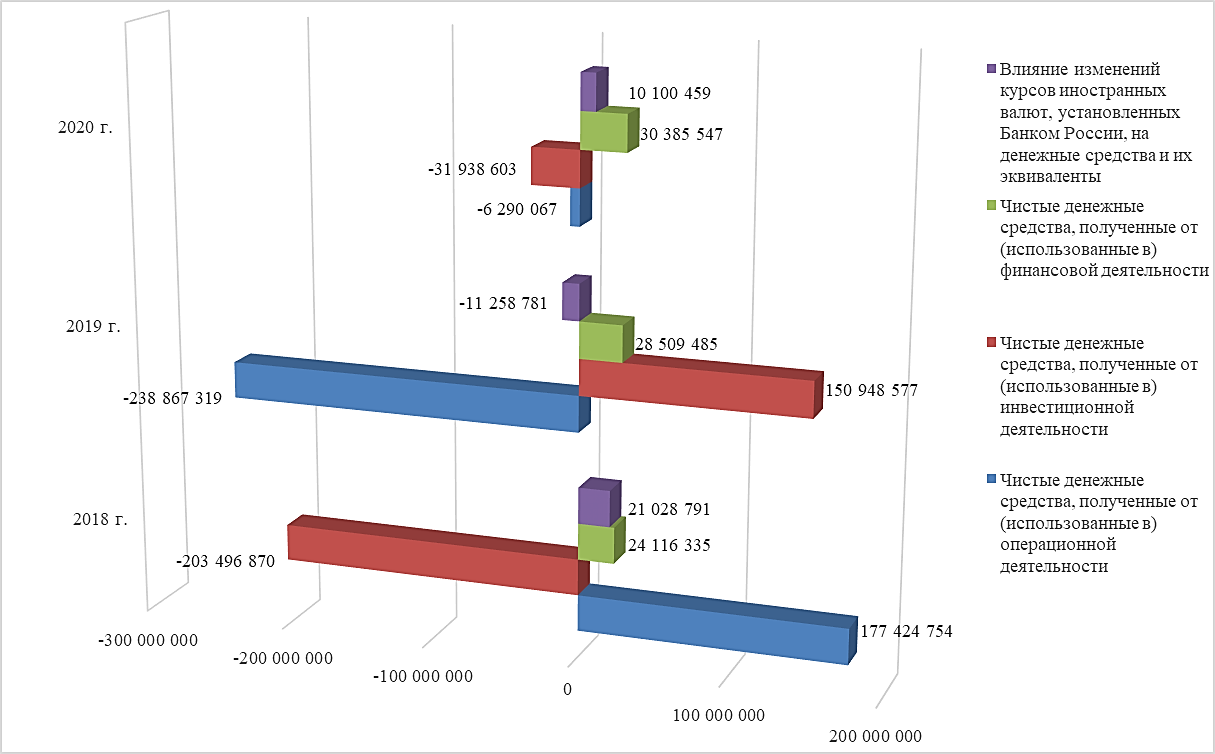 2020 г.
10 100 459
30 385 547
-31 938 603
-6 290 067
2019 г.
-11 258 781
28 509 485
150 948 577
-238 867 319
2018 г.
21 028 791
24 116 335
-203 496 870
177 424 754
-300 000 000
-200 000 000
-100 000 000
0
100 000 000
200 000 000
Влияние изменений
курсов иностранных
валют, установленных
Банком России, на
денежные средства и их
эквиваленты
Чистые денежные
средства, полученные от
(использованные в)
финансовой деятельности
Чистые денежные
средства, полученные от
(использованные в)
инвестиционной
деятельности
Чистые денежные
средства, полученные от
(использованные в)
операционной
деятельности